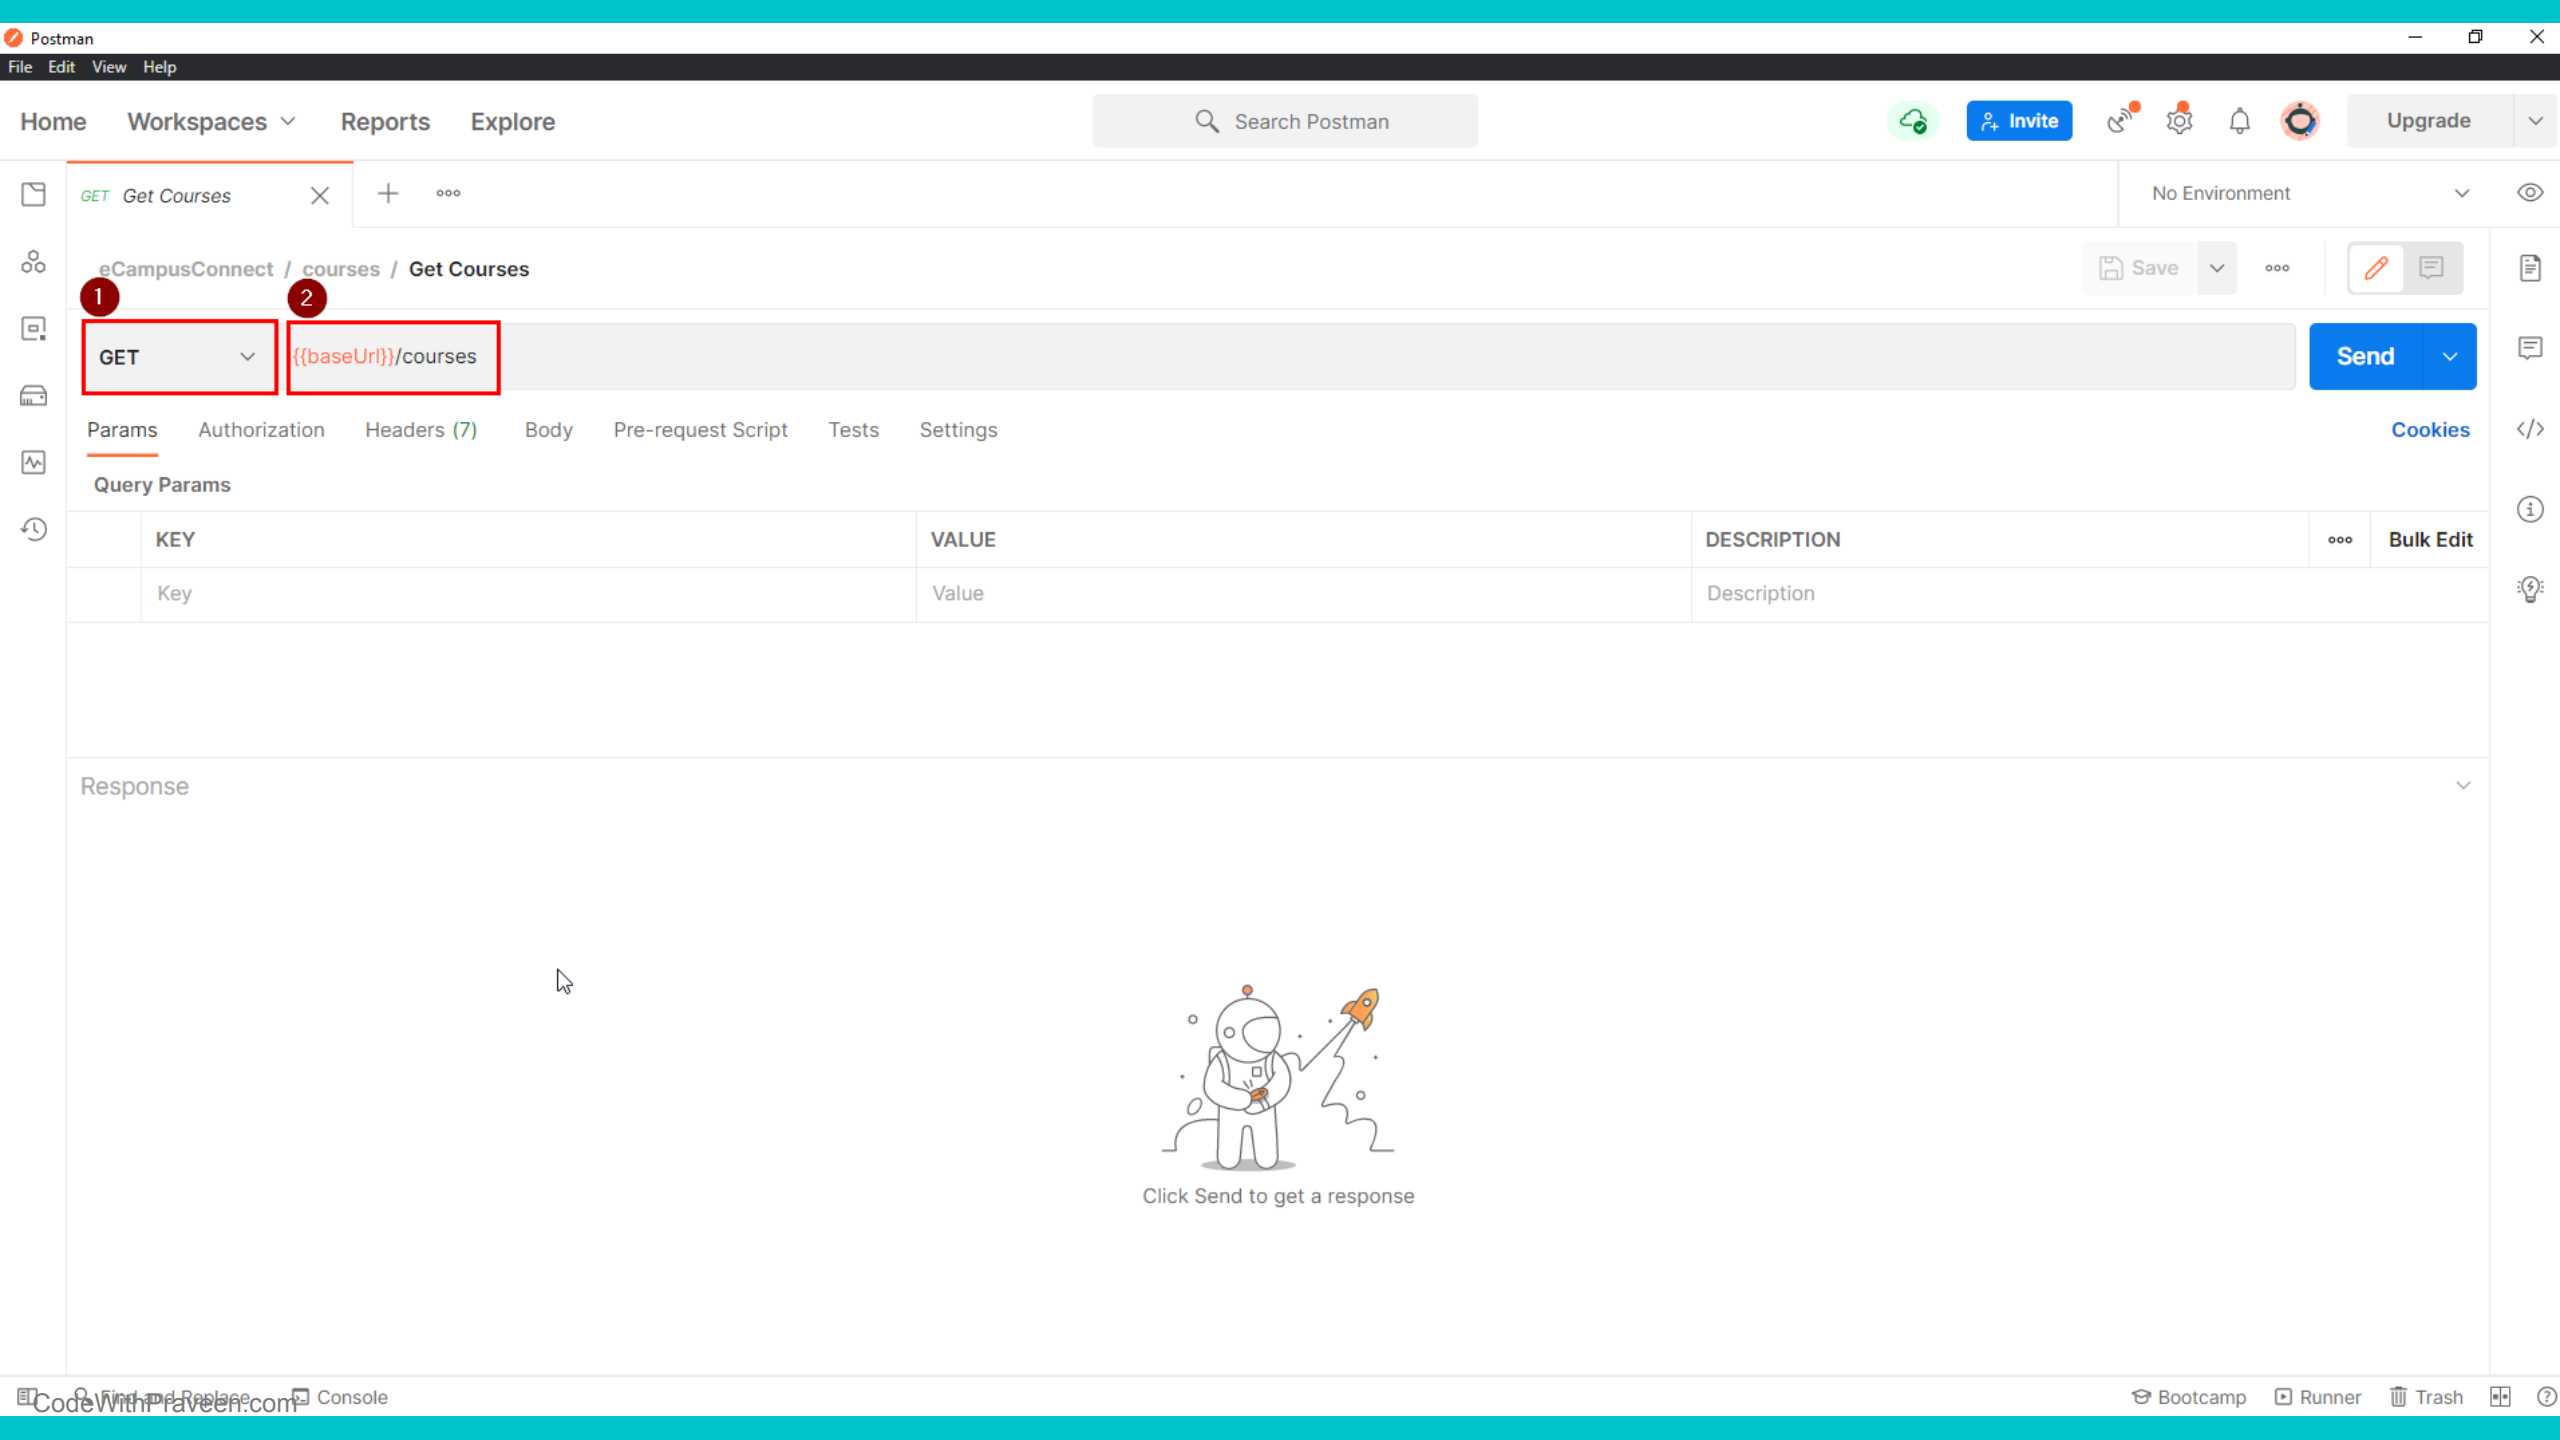 Postman
File Edit View Help
Home Workspaces Reports Explore Search Postman Invite Upgrade
GET Get Courses No Environment
eCampusConnect / courses / Get Courses Save
1 2
GET {{baseUrl}}/courses Send
Params Authorization Headers (7) Body Pre-request Script Tests Settings Cookies
Query Params
KEY VALUE DESCRIPTION Bulk Edit
Key Value Description
Response
Click Send to get a response
Find and Replace Console Bootcamp Runner Trash
CodeWithPraveen.com